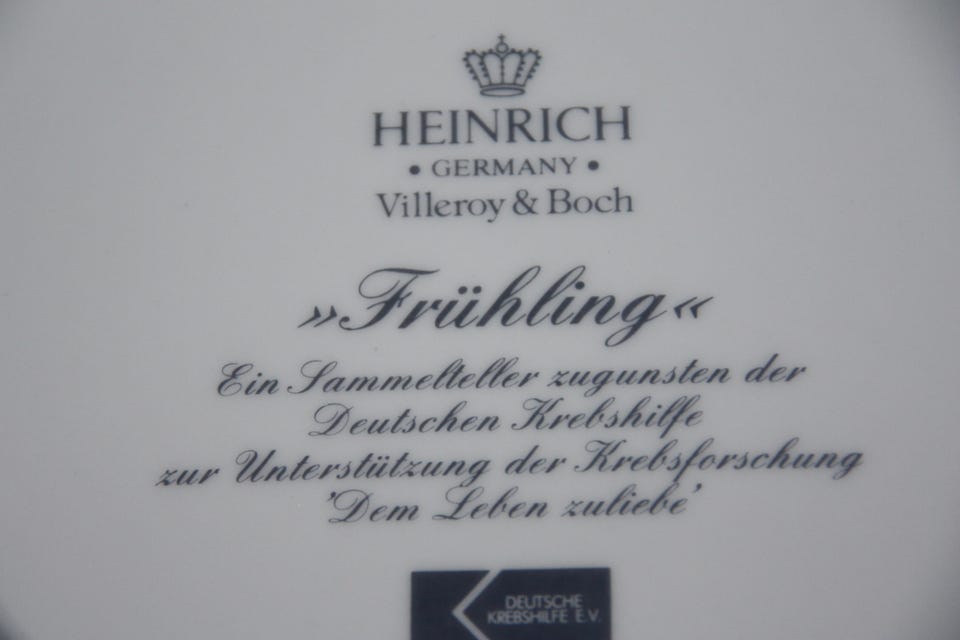 HEINRICH
• GERMANY •
Villeroy & Boch
»Frühling«
Ein Sammelteller zugunsten der
Deutschen Krebshilfe
zur Unterstützung der Krebsforschung
'Dem Leben zuliebe'
DEUTSCHE
KREBSHILFE E.V.